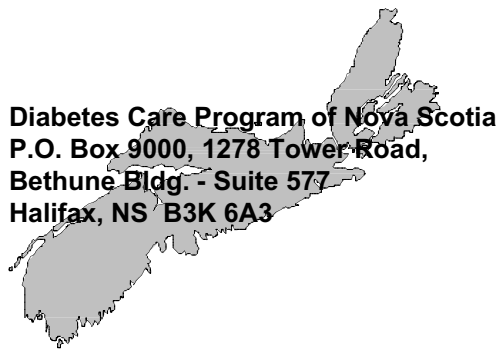 Diabetes Care Program of Nova Scotia
P.O. Box 9000, 1278 Tower Road,
Bethune Bldg. - Suite 577
Halifax, NS  B3K 6A3